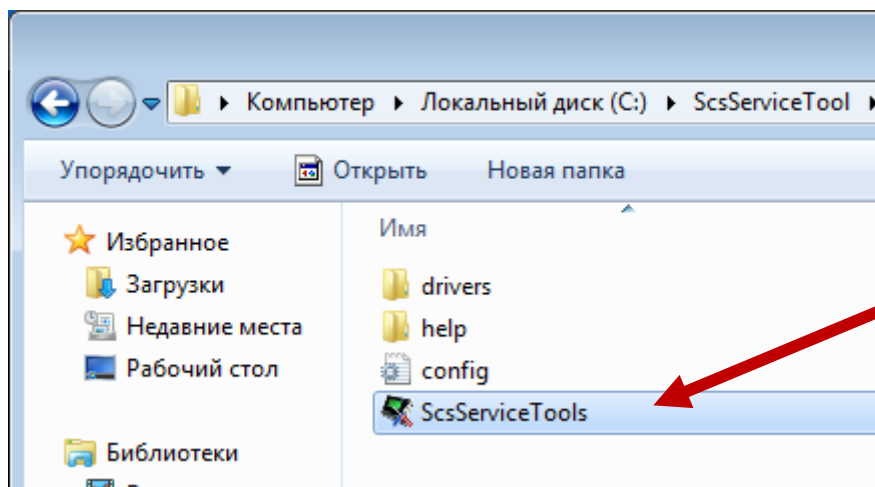 Компьютер Локальный диск (C:) ScsServiceTool
Упорядочить Открыть Новая папка
Избранное
Загрузки
Недавние места
Рабочий стол
Библиотеки
Имя
drivers
help
config
ScsServiceTools